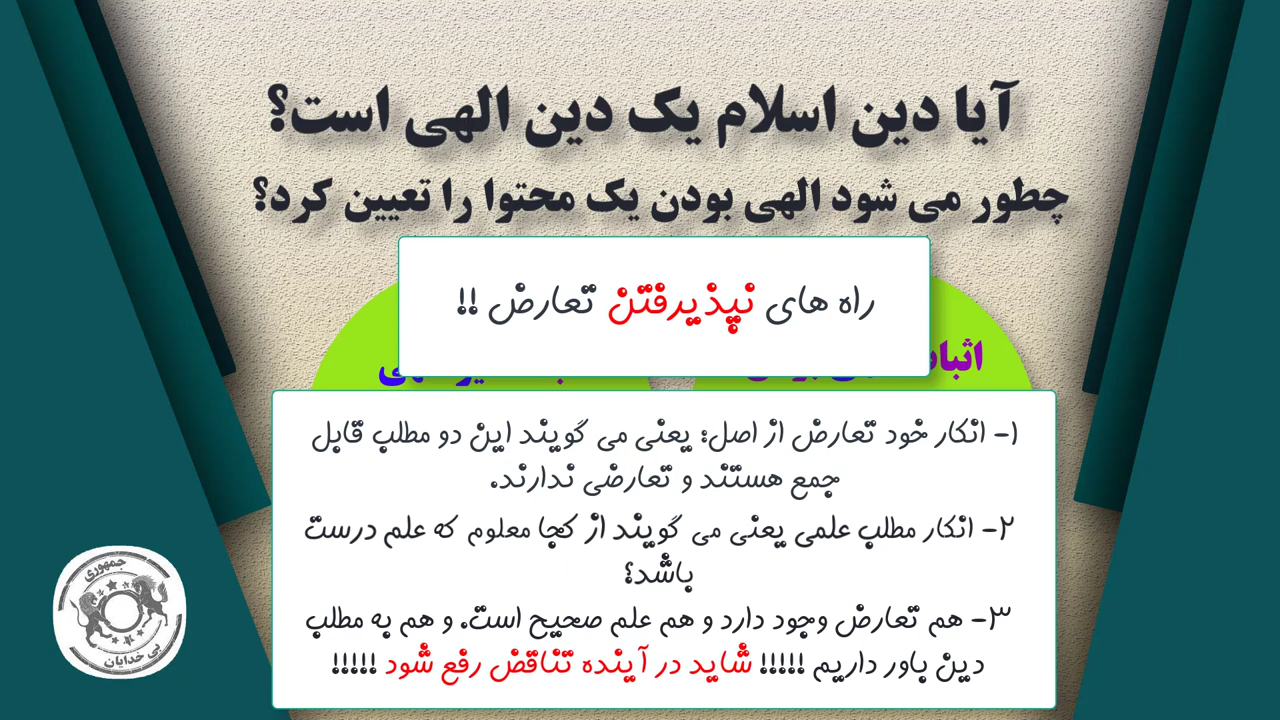 آیا دین اسلام یک دین الهی است؟
چطور می شود الهی بودن یک محتوا را تعیین کرد؟
راه های نپذیرفتن تعارض !!
۱- انکار خود تعارض از اصل؛ یعنی می گویند این دو مطلب قابل
جمع هستند و تعارضی ندارند.
۲- انکار مطلب علمی یعنی می گویند از کجا معلوم که علم درست
باشد؟
۳- هم تعارض وجود دارد و هم علم صحیح است. و هم به مطلب
دین باور داریم !!!!! شاید در آینده تناقض رفع شود !!!!!
جمهوری
بی خدایان